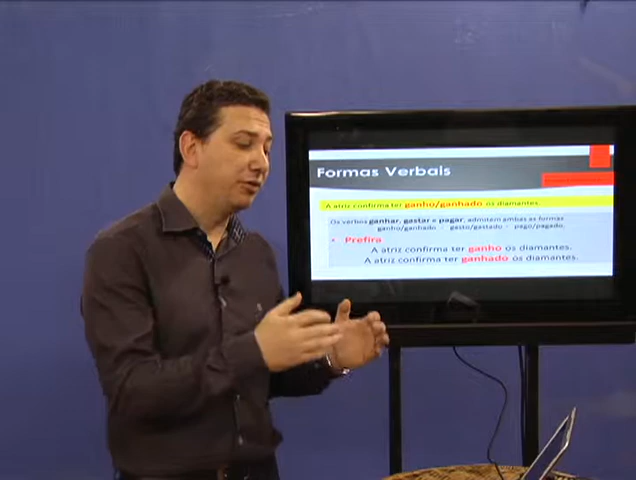 Formas Verbais
A atriz confirma ter ganho/ganhado os diamantes.
Os verbos ganhar, gastar e pagar, admitem ambas as formas
ganho/ganhado - gasto/gastado - pago/pagado.
• Prefira
A atriz confirma ter ganho os diamantes.
A atriz confirma ter ganhado os diamantes.